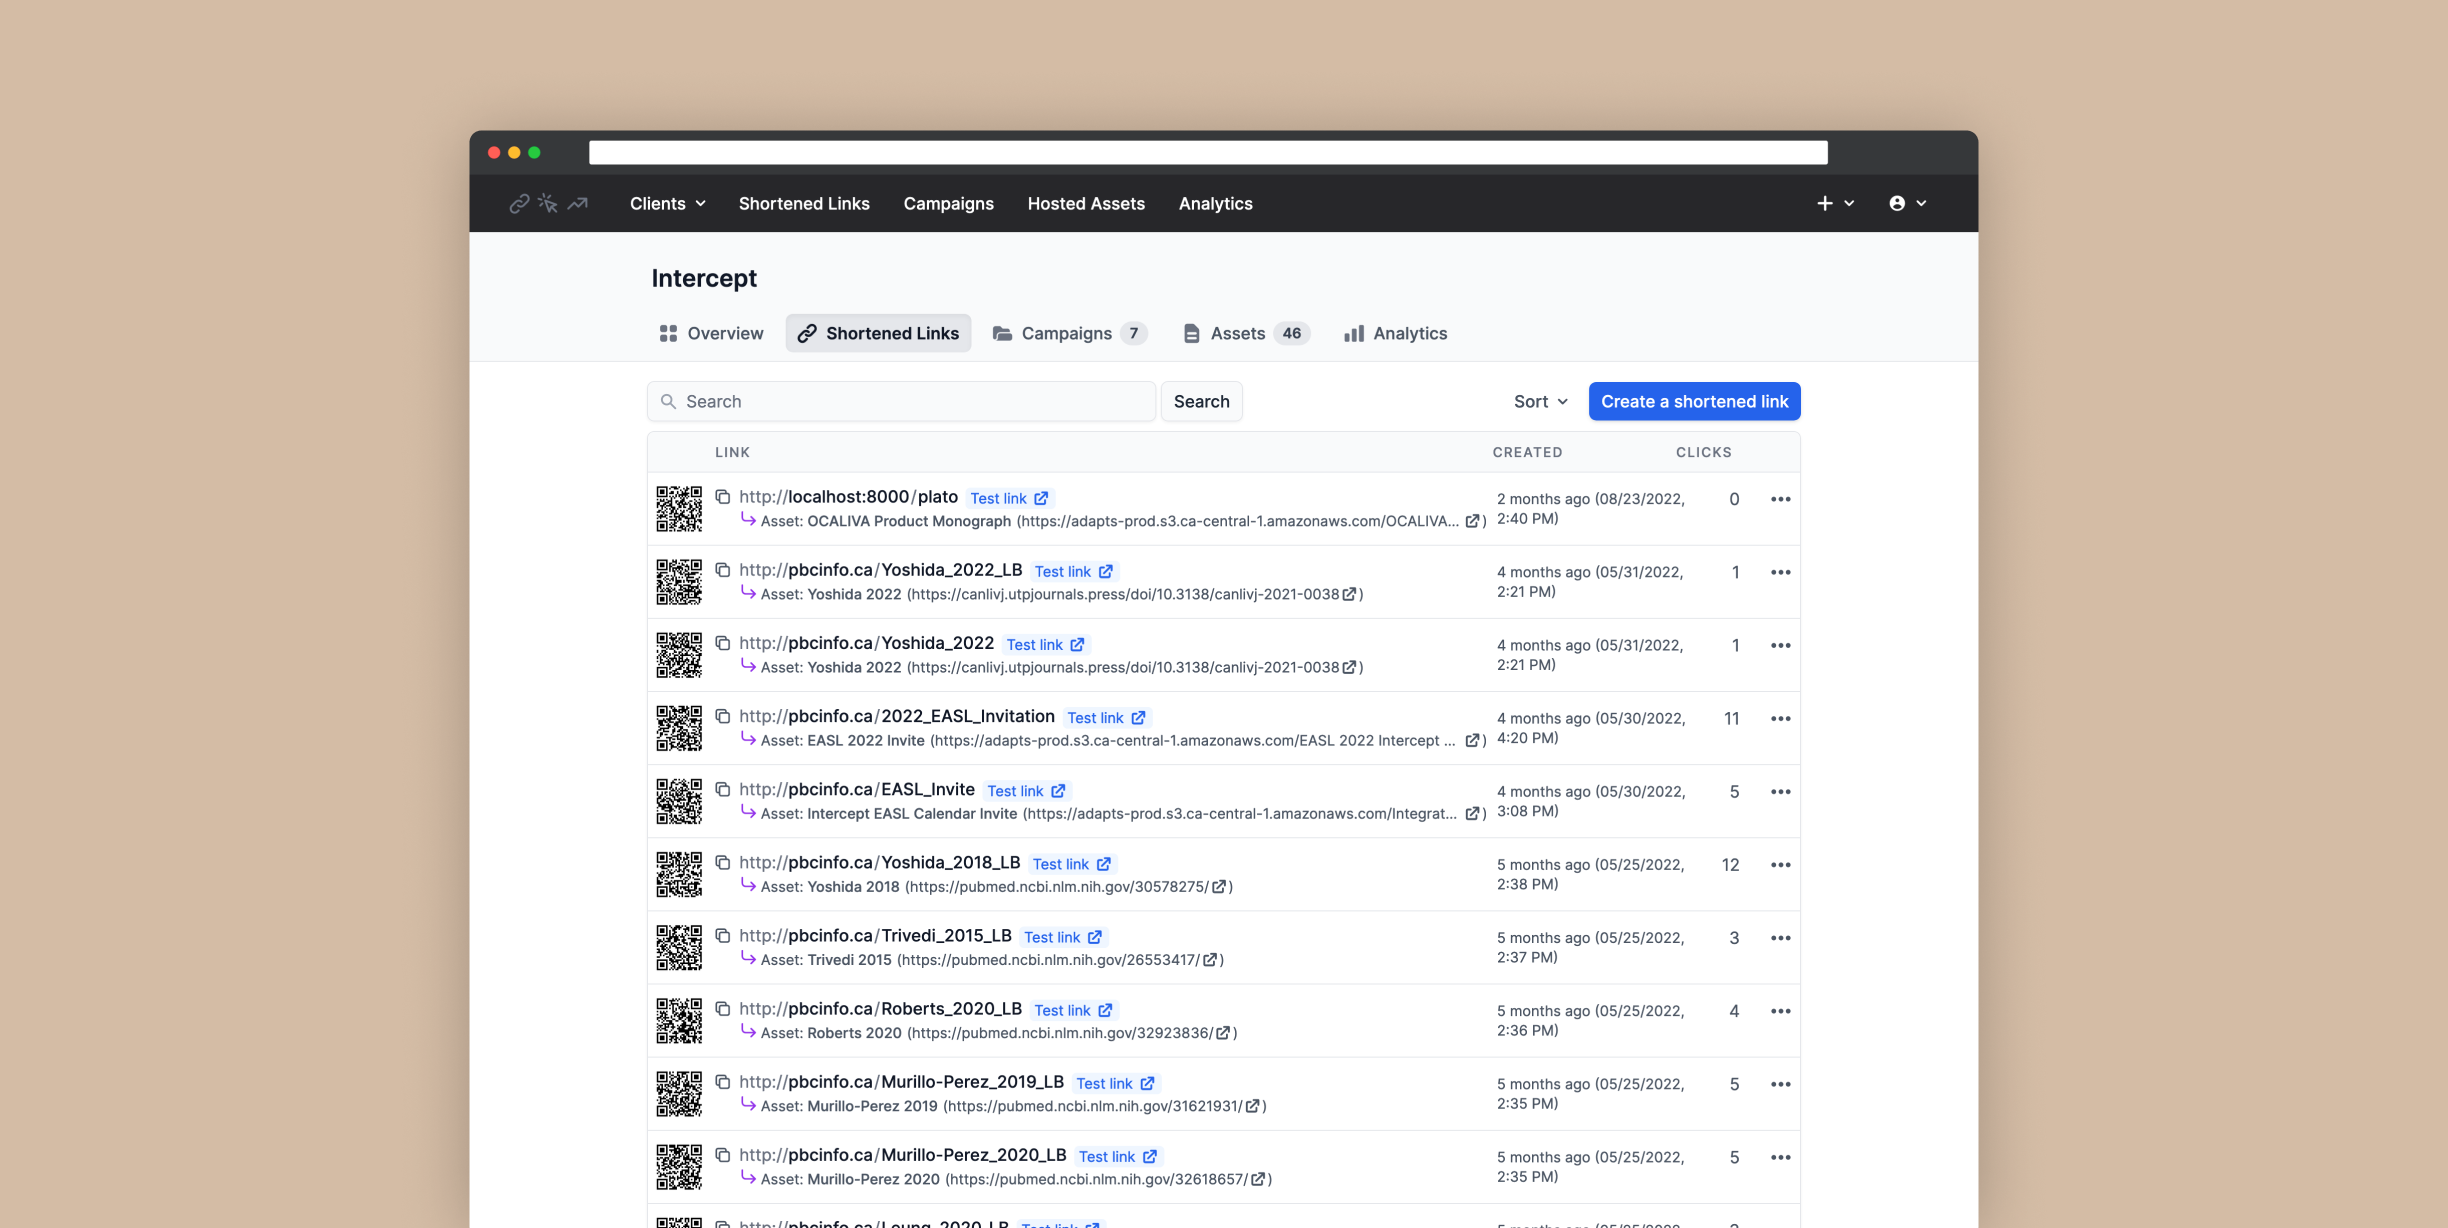 Clients Shortened Links Campaigns Hosted Assets Analytics
Intercept
Overview Shortened Links Campaigns 7 Assets 46 Analytics
Search Search Sort Create a shortened link
LINK CREATED CLICKS
http://localhost:8000/plato Test link 2 months ago (08/23/2022, 0
Asset: OCALIVA Product Monograph (https://adapts-prod.s3.ca-central-1.amazonaws.com/OCALIVA... ) 2:40 PM)
http://pbcinfo.ca/Yoshida_2022_LB Test link 4 months ago (05/31/2022, 1
Asset: Yoshida 2022 (https://canlivj.utpjournals.press/doi/10.3138/canlivj-2021-0038 ) 2:21 PM)
http://pbcinfo.ca/Yoshida_2022 Test link 4 months ago (05/31/2022, 1
Asset: Yoshida 2022 (https://canlivj.utpjournals.press/doi/10.3138/canlivj-2021-0038 ) 2:21 PM)
http://pbcinfo.ca/2022_EASL_Invitation Test link 4 months ago (05/30/2022, 11
Asset: EASL 2022 Invite (https://adapts-prod.s3.ca-central-1.amazonaws.com/EASL 2022 Intercept ... ) 4:20 PM)
http://pbcinfo.ca/EASL_Invite Test link 4 months ago (05/30/2022, 5
Asset: Intercept EASL Calendar Invite (https://adapts-prod.s3.ca-central-1.amazonaws.com/Integrat... ) 3:08 PM)
http://pbcinfo.ca/Yoshida_2018_LB Test link 5 months ago (05/25/2022, 12
Asset: Yoshida 2018 (https://pubmed.ncbi.nlm.nih.gov/30578275/ ) 2:38 PM)
http://pbcinfo.ca/Trivedi_2015_LB Test link 5 months ago (05/25/2022, 3
Asset: Trivedi 2015 (https://pubmed.ncbi.nlm.nih.gov/26553417/ ) 2:37 PM)
http://pbcinfo.ca/Roberts_2020_LB Test link 5 months ago (05/25/2022, 4
Asset: Roberts 2020 (https://pubmed.ncbi.nlm.nih.gov/32923836/ ) 2:36 PM)
http://pbcinfo.ca/Murillo-Perez_2019_LB Test link 5 months ago (05/25/2022, 5
Asset: Murillo-Perez 2019 (https://pubmed.ncbi.nlm.nih.gov/31621931/ ) 2:35 PM)
http://pbcinfo.ca/Murillo-Perez_2020_LB Test link 5 months ago (05/25/2022, 5
Asset: Murillo-Perez 2020 (https://pubmed.ncbi.nlm.nih.gov/32618657/ ) 2:35 PM)
http://pbcinfo.ca/Leung_2020_LB Test link 5 months ago (05/25/2022,